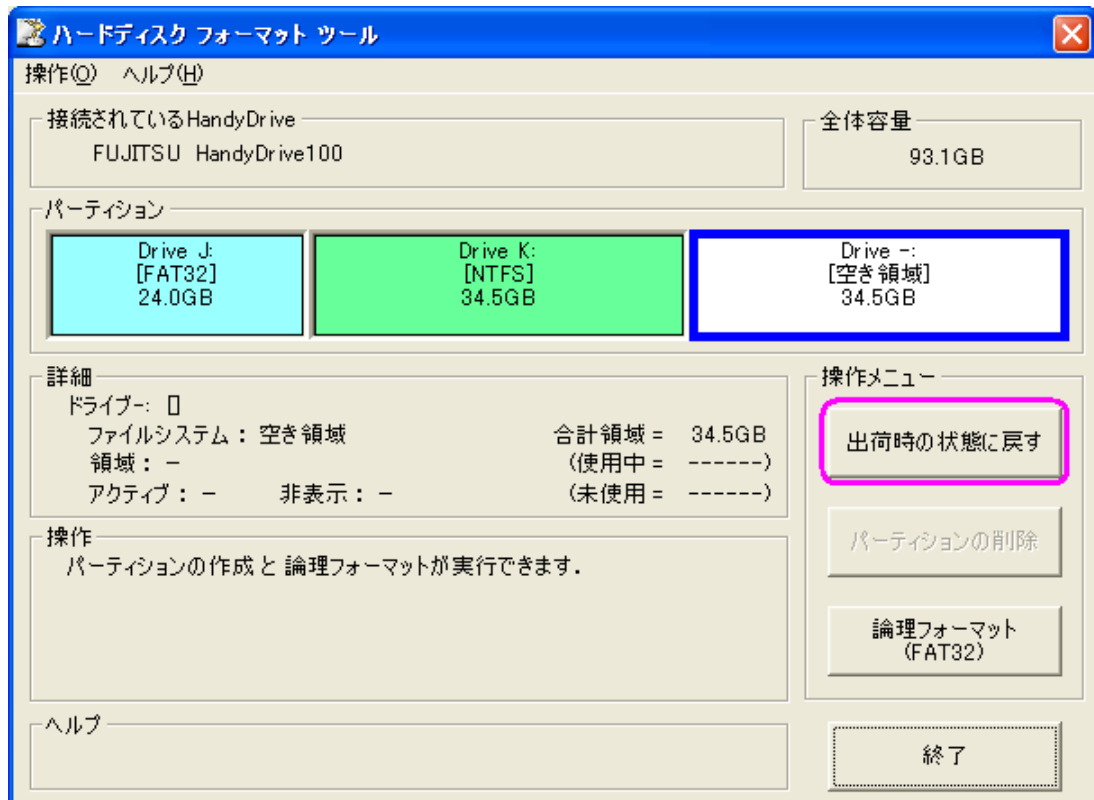 ハードディスク フォーマット ツール
操作(O) ヘルプ(H)
接続されているHandyDrive
FUJITSU HandyDrive100
全体容量
93.1GB
パーティション
Drive J:
[FAT32]
24.0GB
Drive K:
[NTFS]
34.5GB
Drive -:
[空き領域]
34.5GB
詳細
ドライブ-: []
ファイルシステム : 空き領域
合計領域 = 34.5GB
領域 : -
(使用中 = ------)
アクティブ : - 非表示 : -
(未使用 = ------)
操作メニュー
出荷時の状態に戻す
パーティションの削除
論理フォーマット
(FAT32)
操作
パーティションの作成と論理フォーマットが実行できます.
ヘルプ
終了